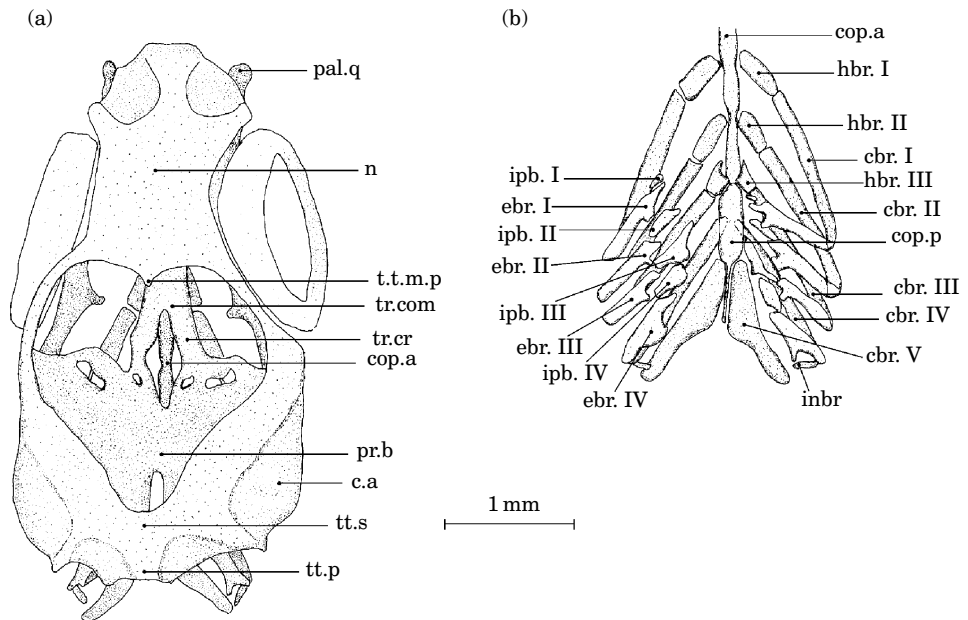 (a)
pal.q
n
t.t.m.p
tr.com
tr.cr
cop.a
pr.b
c.a
tt.s
tt.p
1 mm
(b)
cop.a
hbr. I
hbr. II
cbr. I
hbr. III
cbr. II
cop.p
cbr. III
cbr. IV
cbr. V
inbr
ipb. I
ebr. I
ipb. II
ebr. II
ipb. III
ebr. III
ipb. IV
ebr. IV